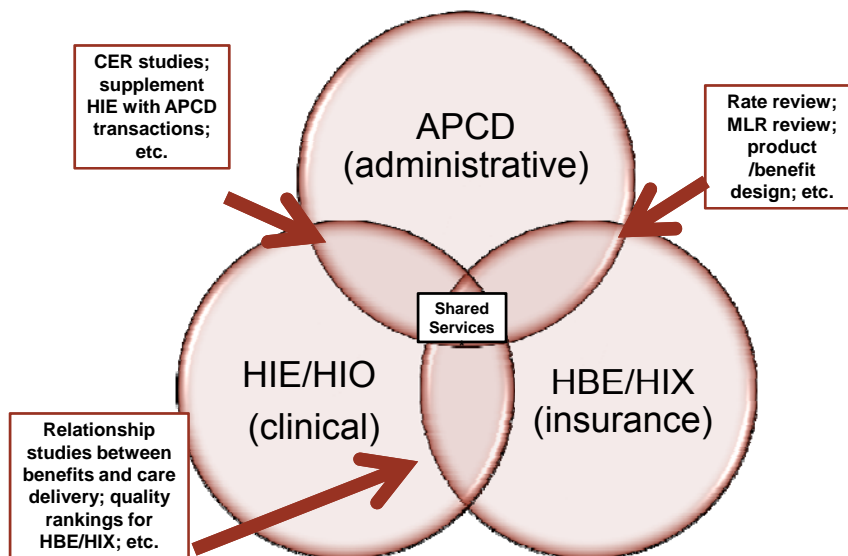 CER studies;
supplement
HIE with APCD
transactions;
etc.
APCD
(administrative)
Rate review;
MLR review;
product
/benefit
design; etc.
Shared
Services
HIE/HIO
(clinical)
HBE/HIX
(insurance)
Relationship
studies between
benefits and care
delivery; quality
rankings for
HBE/HIX; etc.